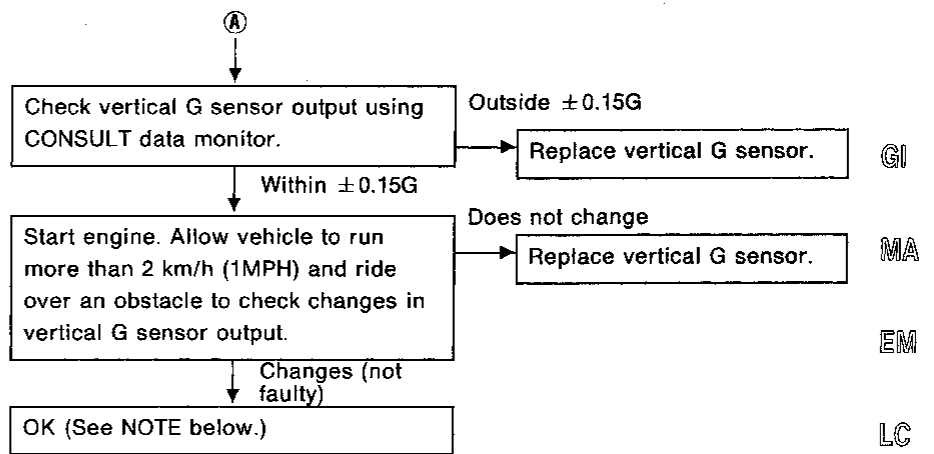 A
Check vertical G sensor output using
CONSULT data monitor.
Outside ±0.15G
Replace vertical G sensor.
GI
Within ±0.15G
Start engine. Allow vehicle to run
more than 2 km/h (1MPH) and ride
over an obstacle to check changes in
vertical G sensor output.
Does not change
Replace vertical G sensor.
MA
EM
Changes (not
faulty)
OK (See NOTE below.)
LC